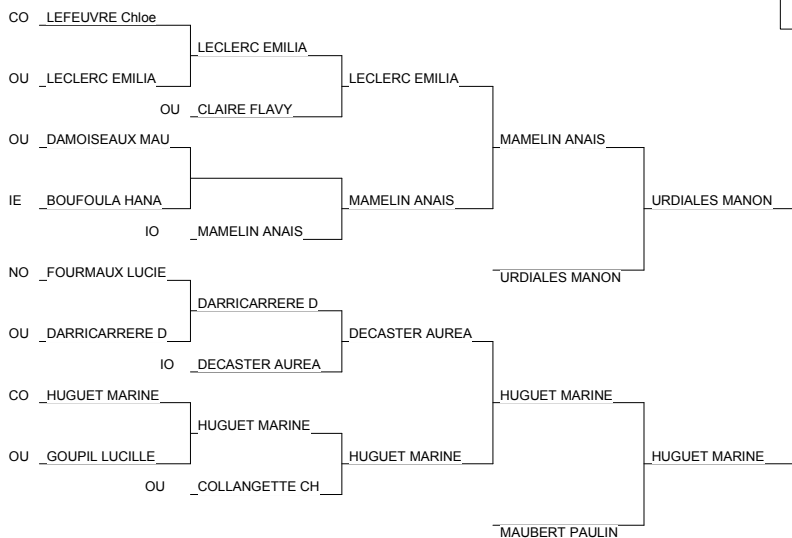 CO LEFEUVRE Chloe
LECLERC EMILIA
OU LECLERC EMILIA
LECLERC EMILIA
OU CLAIRE FLAVY
OU DAMOISEAUX MAU
MAMELIN ANAIS
IE BOUFOULA HANA
MAMELIN ANAIS
URDIALES MANON
IO MAMELIN ANAIS
NO FOURMAUX LUCIE
URDIALES MANON
DARRICARRERE D
OU DARRICARRERE D
DECASTER AUREA
IO DECASTER AUREA
CO HUGUET MARINE
HUGUET MARINE
HUGUET MARINE
OU GOUPIL LUCILLE
HUGUET MARINE
HUGUET MARINE
OU COLLANGETTE CH
MAUBERT PAULIN